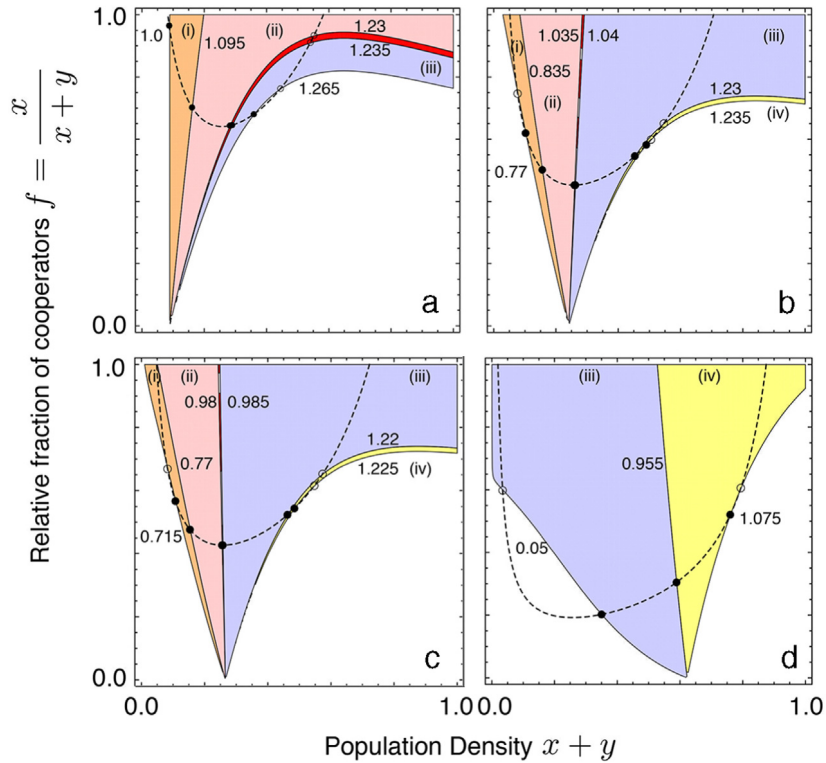 Relative fraction of cooperators f = x / x + y
1.0
0.0
1.0
(i)
1.095
(ii)
1.23
1.235
(iii)
1.265
a
(i)
0.835
(ii)
1.035
1.04
(iii)
1.23
1.235
(iv)
0.77
b
1.0
0.0
(i)
(ii)
0.98
0.985
(iii)
0.77
0.715
1.22
1.225
(iv)
c
(iii)
(iv)
0.955
0.05
1.075
d
0.0
1.0
0.0
1.0
Population Density x + y